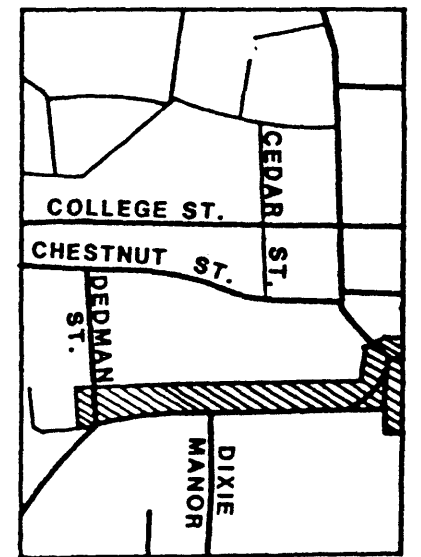 CEDAR ST.
COLLEGE ST.
CHESTNUT ST.
DEDMAN ST.
DIXIE MANOR